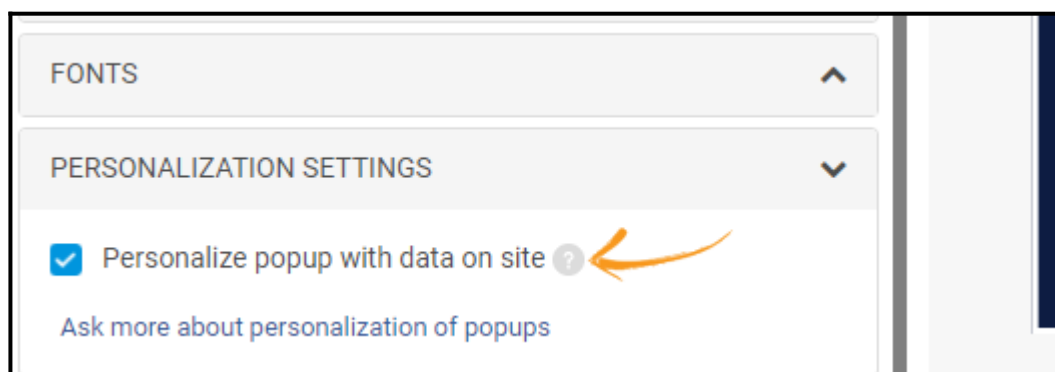 FONTS
PERSONALIZATION SETTINGS
Personalize popup with data on site ?
Ask more about personalization of popups